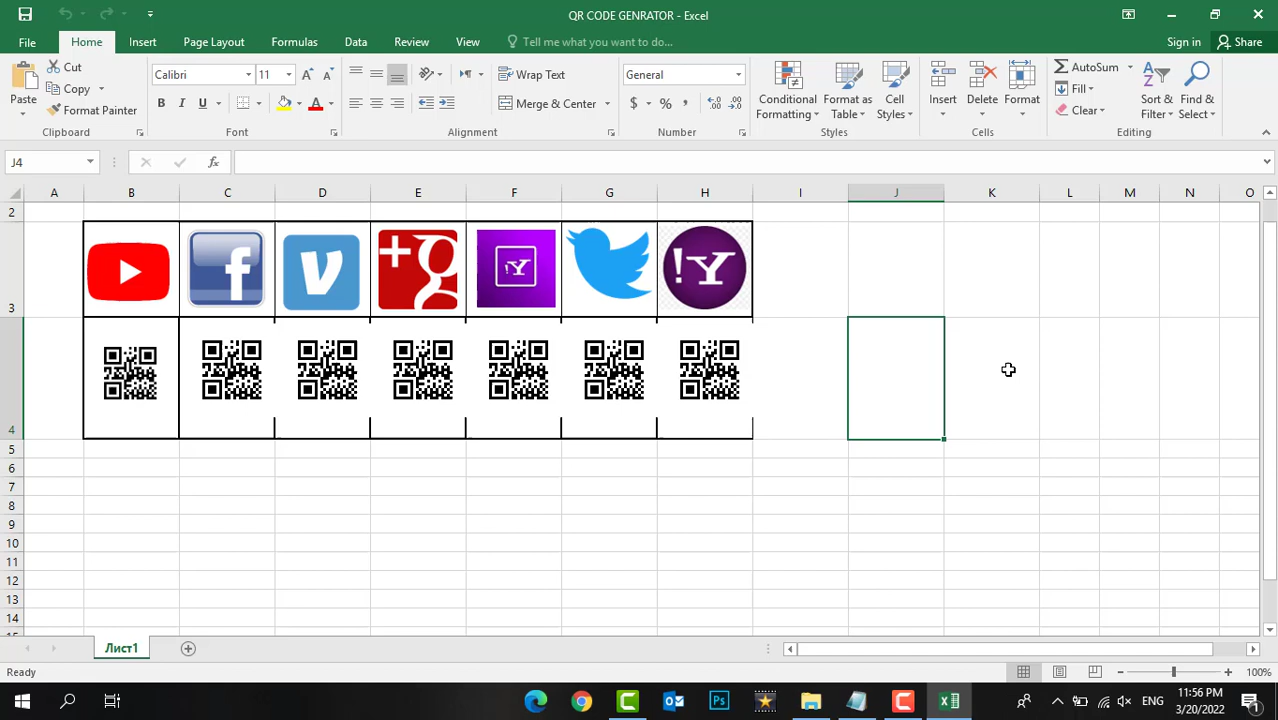 QR CODE GENRATOR - Excel
File Home Insert Page Layout Formulas Data Review View Tell me what you want to do... Sign in Share
Cut
Copy
Format Painter
Paste
Calibri 11
B I U
Wrap Text
Merge & Center
General
$ % ,
Conditional Formatting
Format as Table
Cell Styles
Insert
Delete
Format
AutoSum
Fill
Clear
Sort & Filter
Find & Select
Clipboard Font Alignment Number Styles Cells Editing
J4 fx
A B C D E F G H I J K L M N O
2
3
f v +g !Y !Y
4
5
6
7
8
9
10
11
12
13
14
15
Лист1
Ready 100%
Ps ENG 11:56 PM
3/20/2022 1